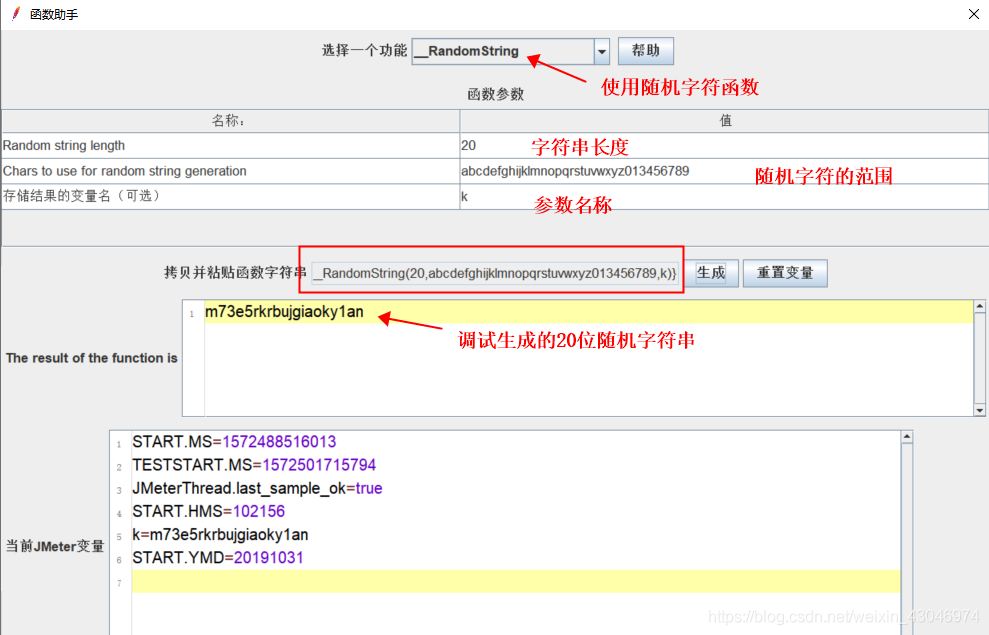 函数助手
选择一个功能 __RandomString 帮助
使用随机字符函数
函数参数
名称: 值
Random string length 20 字符串长度
Chars to use for random string generation abcdefghijklmnopqrstuvwxyz013456789 随机字符的范围
存储结果的变量名（可选） k 参数名称
拷贝并粘贴函数字符串 __RandomString(20,abcdefghijklmnopqrstuvwxyz013456789,k)} 生成 重置变量
1 m73e5rkrbujgiaoky1an
调试生成的20位随机字符串
The result of the function is
1 START.MS=1572488516013
2 TESTSTART.MS=1572501715794
3 JMeterThread.last_sample_ok=true
4 START.HMS=102156
5 k=m73e5rkrbujgiaoky1an
当前JMeter变量
6 START.YMD=20191031
7
https://blog.csdn.net/weixin_43046974